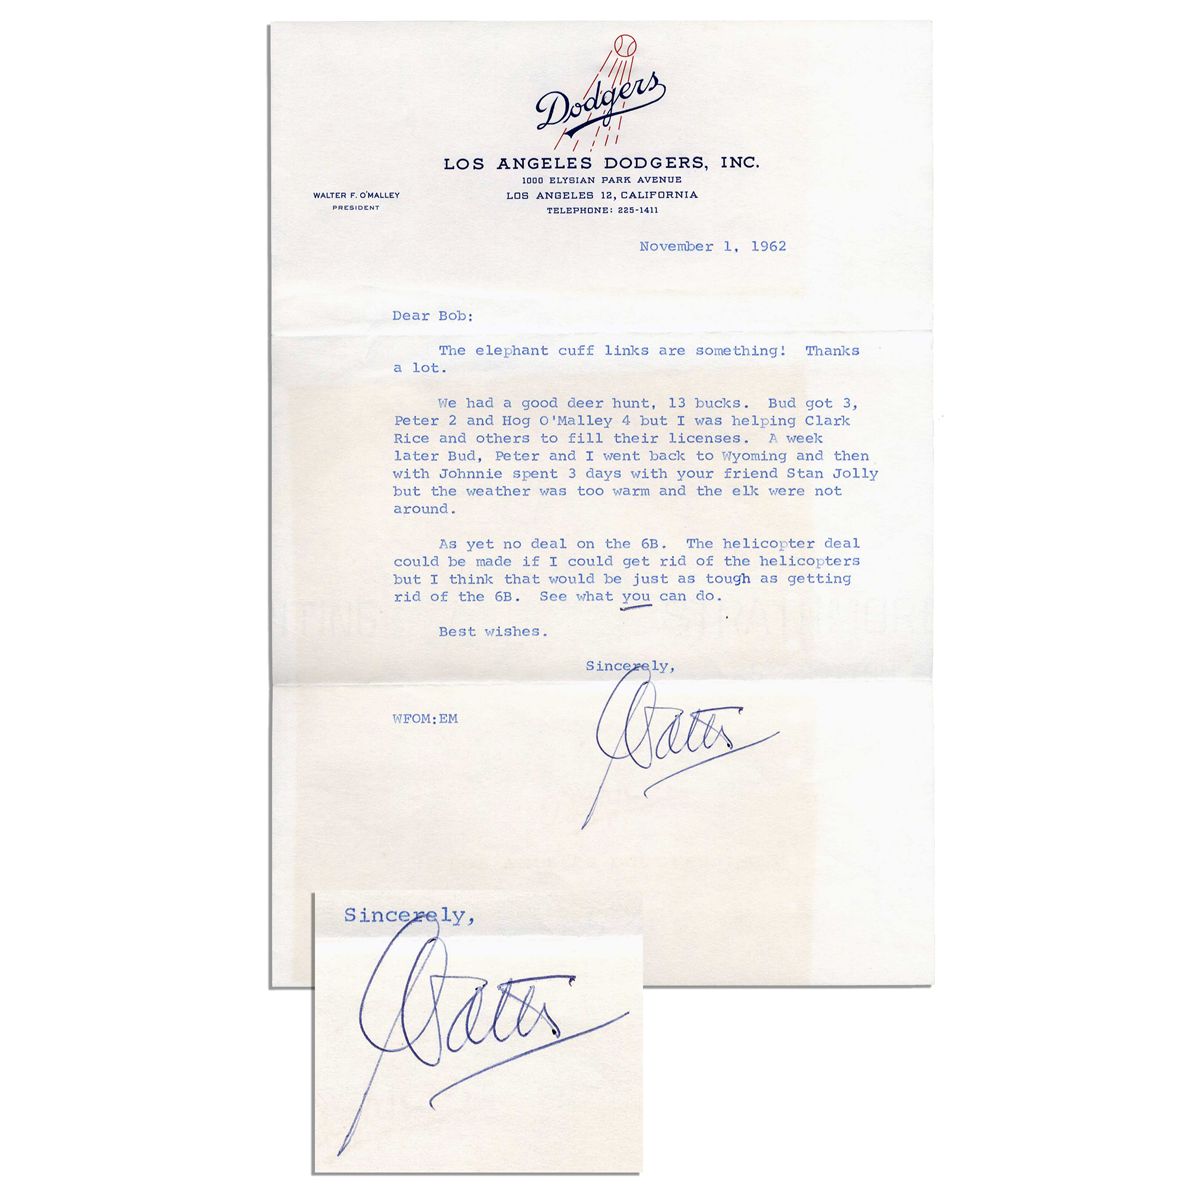 Dodgers
LOS ANGELES DODGERS, INC.
1000 ELYSIAN PARK AVENUE
LOS ANGELES 12, CALIFORNIA
TELEPHONE: 225-1411
WALTER F. O'MALLEY
PRESIDENT
November 1, 1962
Dear Bob:
The elephant cuff links are something! Thanks
a lot.
We had a good deer hunt, 13 bucks. Bud got 3,
Peter 2 and Hog O'Malley 4 but I was helping Clark
Rice and others to fill their licenses. A week
later Bud, Peter and I went back to Wyoming and then
with Johnnie spent 3 days with your friend Stan Jolly
but the weather was too warm and the elk were not
around.
As yet no deal on the 6B. The helicopter deal
could be made if I could get rid of the helicopters
but I think that would be just as tough as getting
rid of the 6B. See what you can do.
Best wishes.
Sincerely,
Walter
WFOM:EM
Sincerely,
Walter